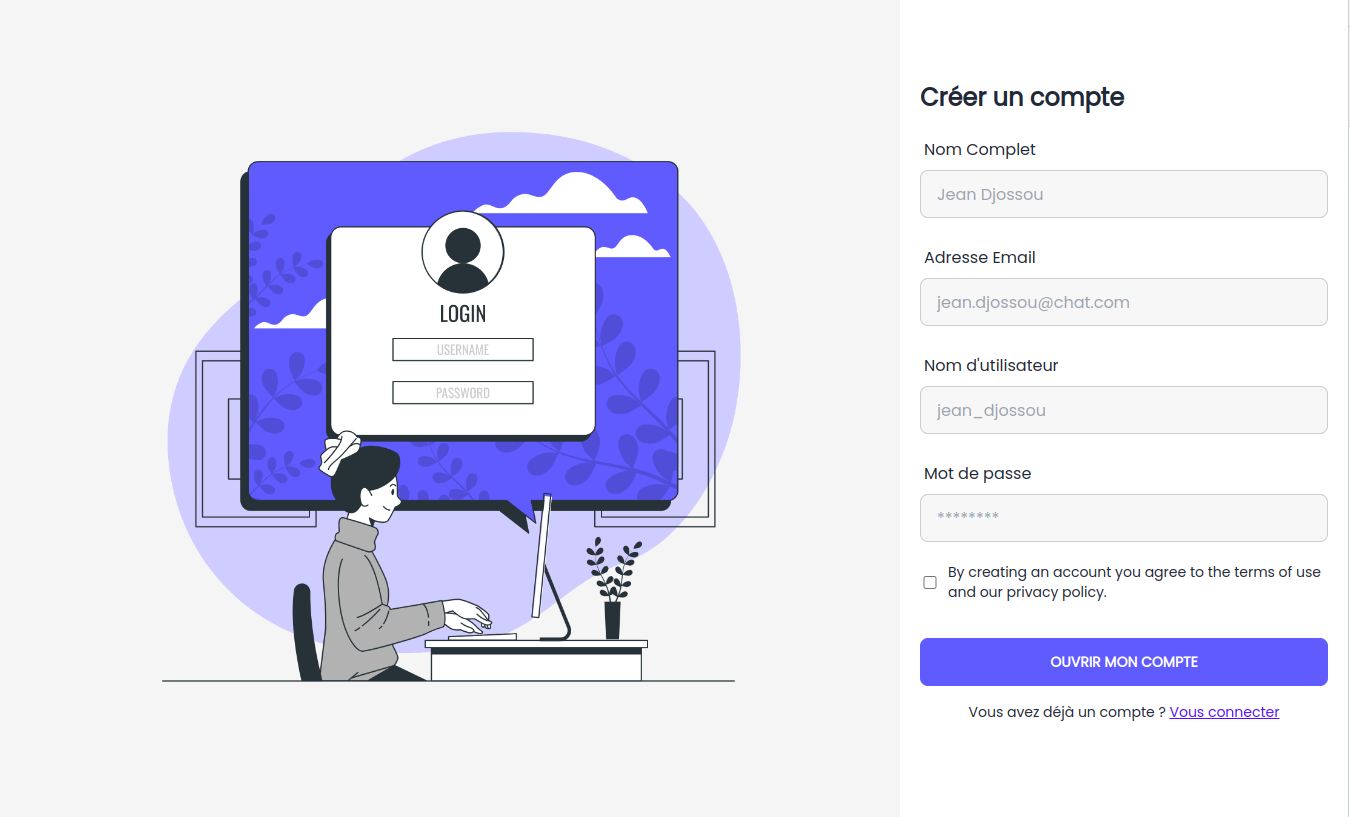 LOGIN
USERNAME
PASSWORD
Créer un compte
Nom Complet
Jean Djossou
Adresse Email
jean.djossou@chat.com
Nom d'utilisateur
jean_djossou
Mot de passe
********
By creating an account you agree to the terms of use
and our privacy policy.
OUVRIR MON COMPTE
Vous avez déjà un compte ? Vous connecter